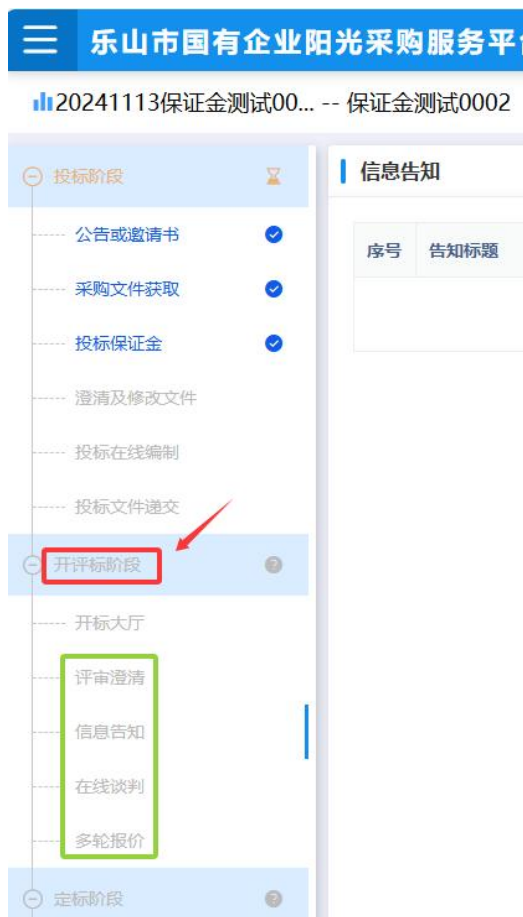 乐山市国有企业阳光采购服务平
20241113保证金测试00... -- 保证金测试0002
投标阶段
信息告知
公告或邀请书
序号 告知标题
采购文件获取
投标保证金
澄清及修改文件
投标在线编制
投标文件递交
开评标阶段
开标大厅
评审澄清
信息告知
在线谈判
多轮报价
定标阶段